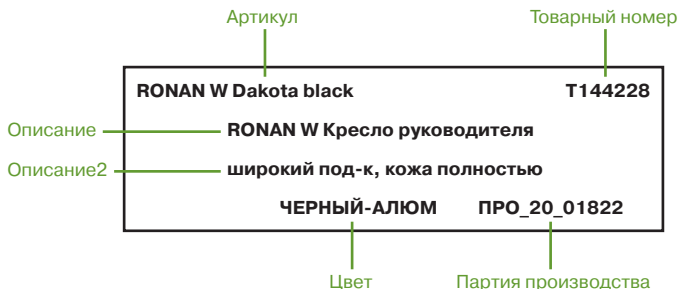 Артикул Товарный номер
RONAN W Dakota black T144228
Описание RONAN W Кресло руководителя
Описание2 широкий под-к, кожа полностью
ЧЕРНЫЙ-АЛЮМ ПРО_20_01822
Цвет Партия производства